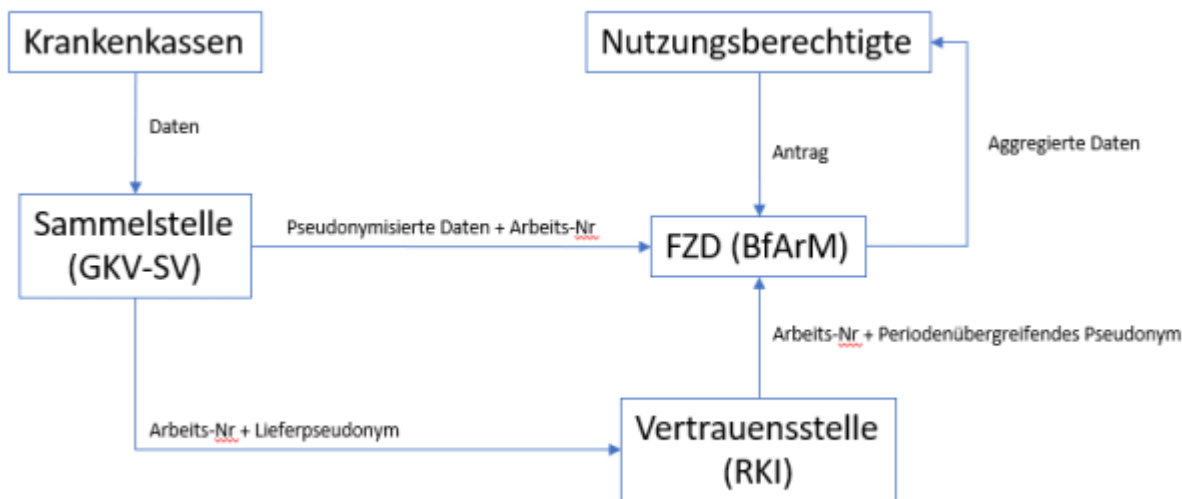 Krankenkassen
Nutzungsberechtigte
Daten
Antrag
Aggregierte Daten
Sammelstelle
(GKV-SV)
Pseudonymisierte Daten + Arbeits-Nr
FZD (BfArM)
Arbeits-Nr + Periodenübergreifendes Pseudonym
Arbeits-Nr + Lieferpseudonym
Vertrauensstelle
(RKI)